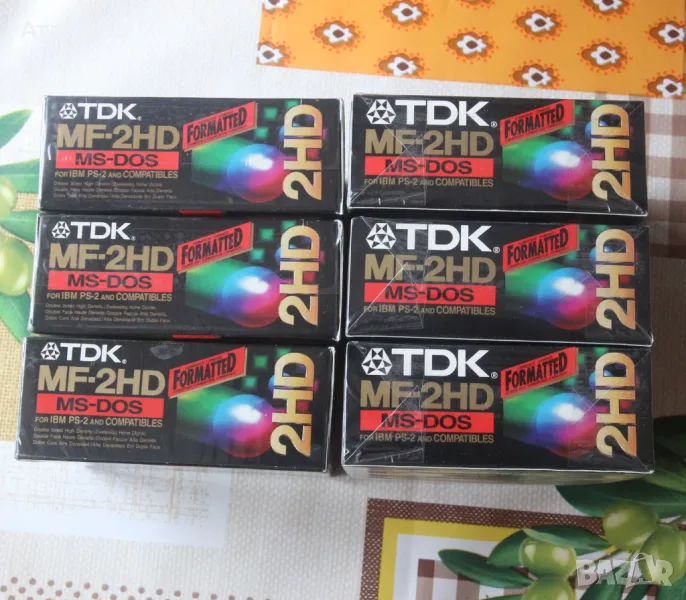 TDK
MF-2HD
MS-DOS
FOR IBM PS-2 AND COMPATIBLES
FORMATTED
2HD
TDK
MF-2HD
MS-DOS
FOR IBM PS-2 AND COMPATIBLES
FORMATTED
2HD
TDK
MF-2HD
MS-DOS
FOR IBM PS-2 AND COMPATIBLES
FORMATTED
2HD
TDK
MF-2HD
MS-DOS
FOR IBM PS-2 AND COMPATIBLES
FORMATTED
2HD
TDK
MF-2HD
MS-DOS
FOR IBM PS-2 AND COMPATIBLES
FORMATTED
2HD
TDK
MF-2HD
MS-DOS
FOR IBM PS-2 AND COMPATIBLES
FORMATTED
2HD
BAZAR